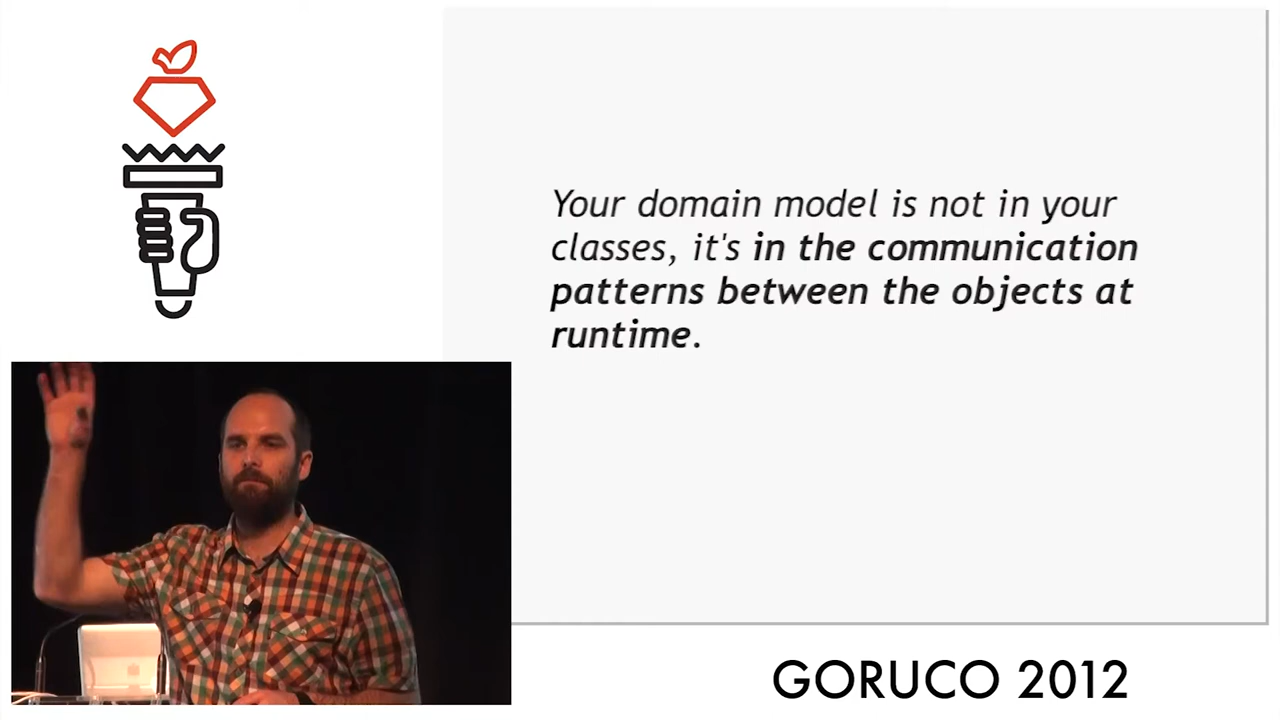 Your domain model is not in your
classes, it's in the communication
patterns between the objects at
runtime.
GORUCO 2012